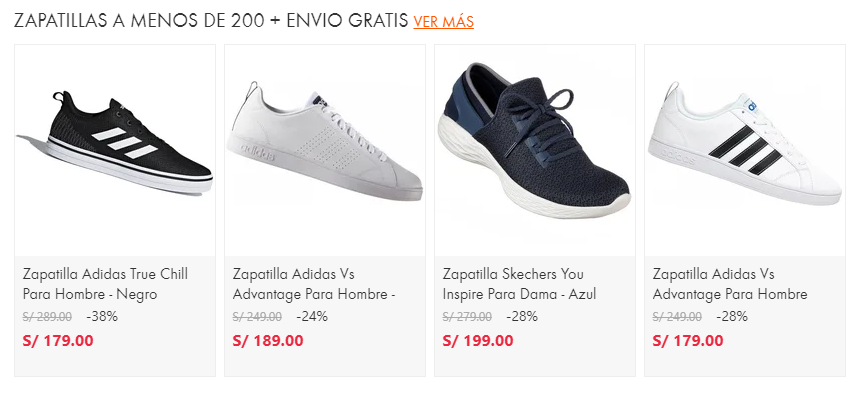 ZAPATILLAS A MENOS DE 200 + ENVIO GRATIS VER MÁS
adidas
adidas
Zapatilla Adidas True Chill
Para Hombre - Negro
S/ 289.00 -38%
S/ 179.00
Zapatilla Adidas Vs
Advantage Para Hombre -
S/ 249.00 -24%
S/ 189.00
Zapatilla Skechers You
Inspire Para Dama - Azul
S/ 279.00 -28%
S/ 199.00
Zapatilla Adidas Vs
Advantage Para Hombre
S/ 249.00 -28%
S/ 179.00